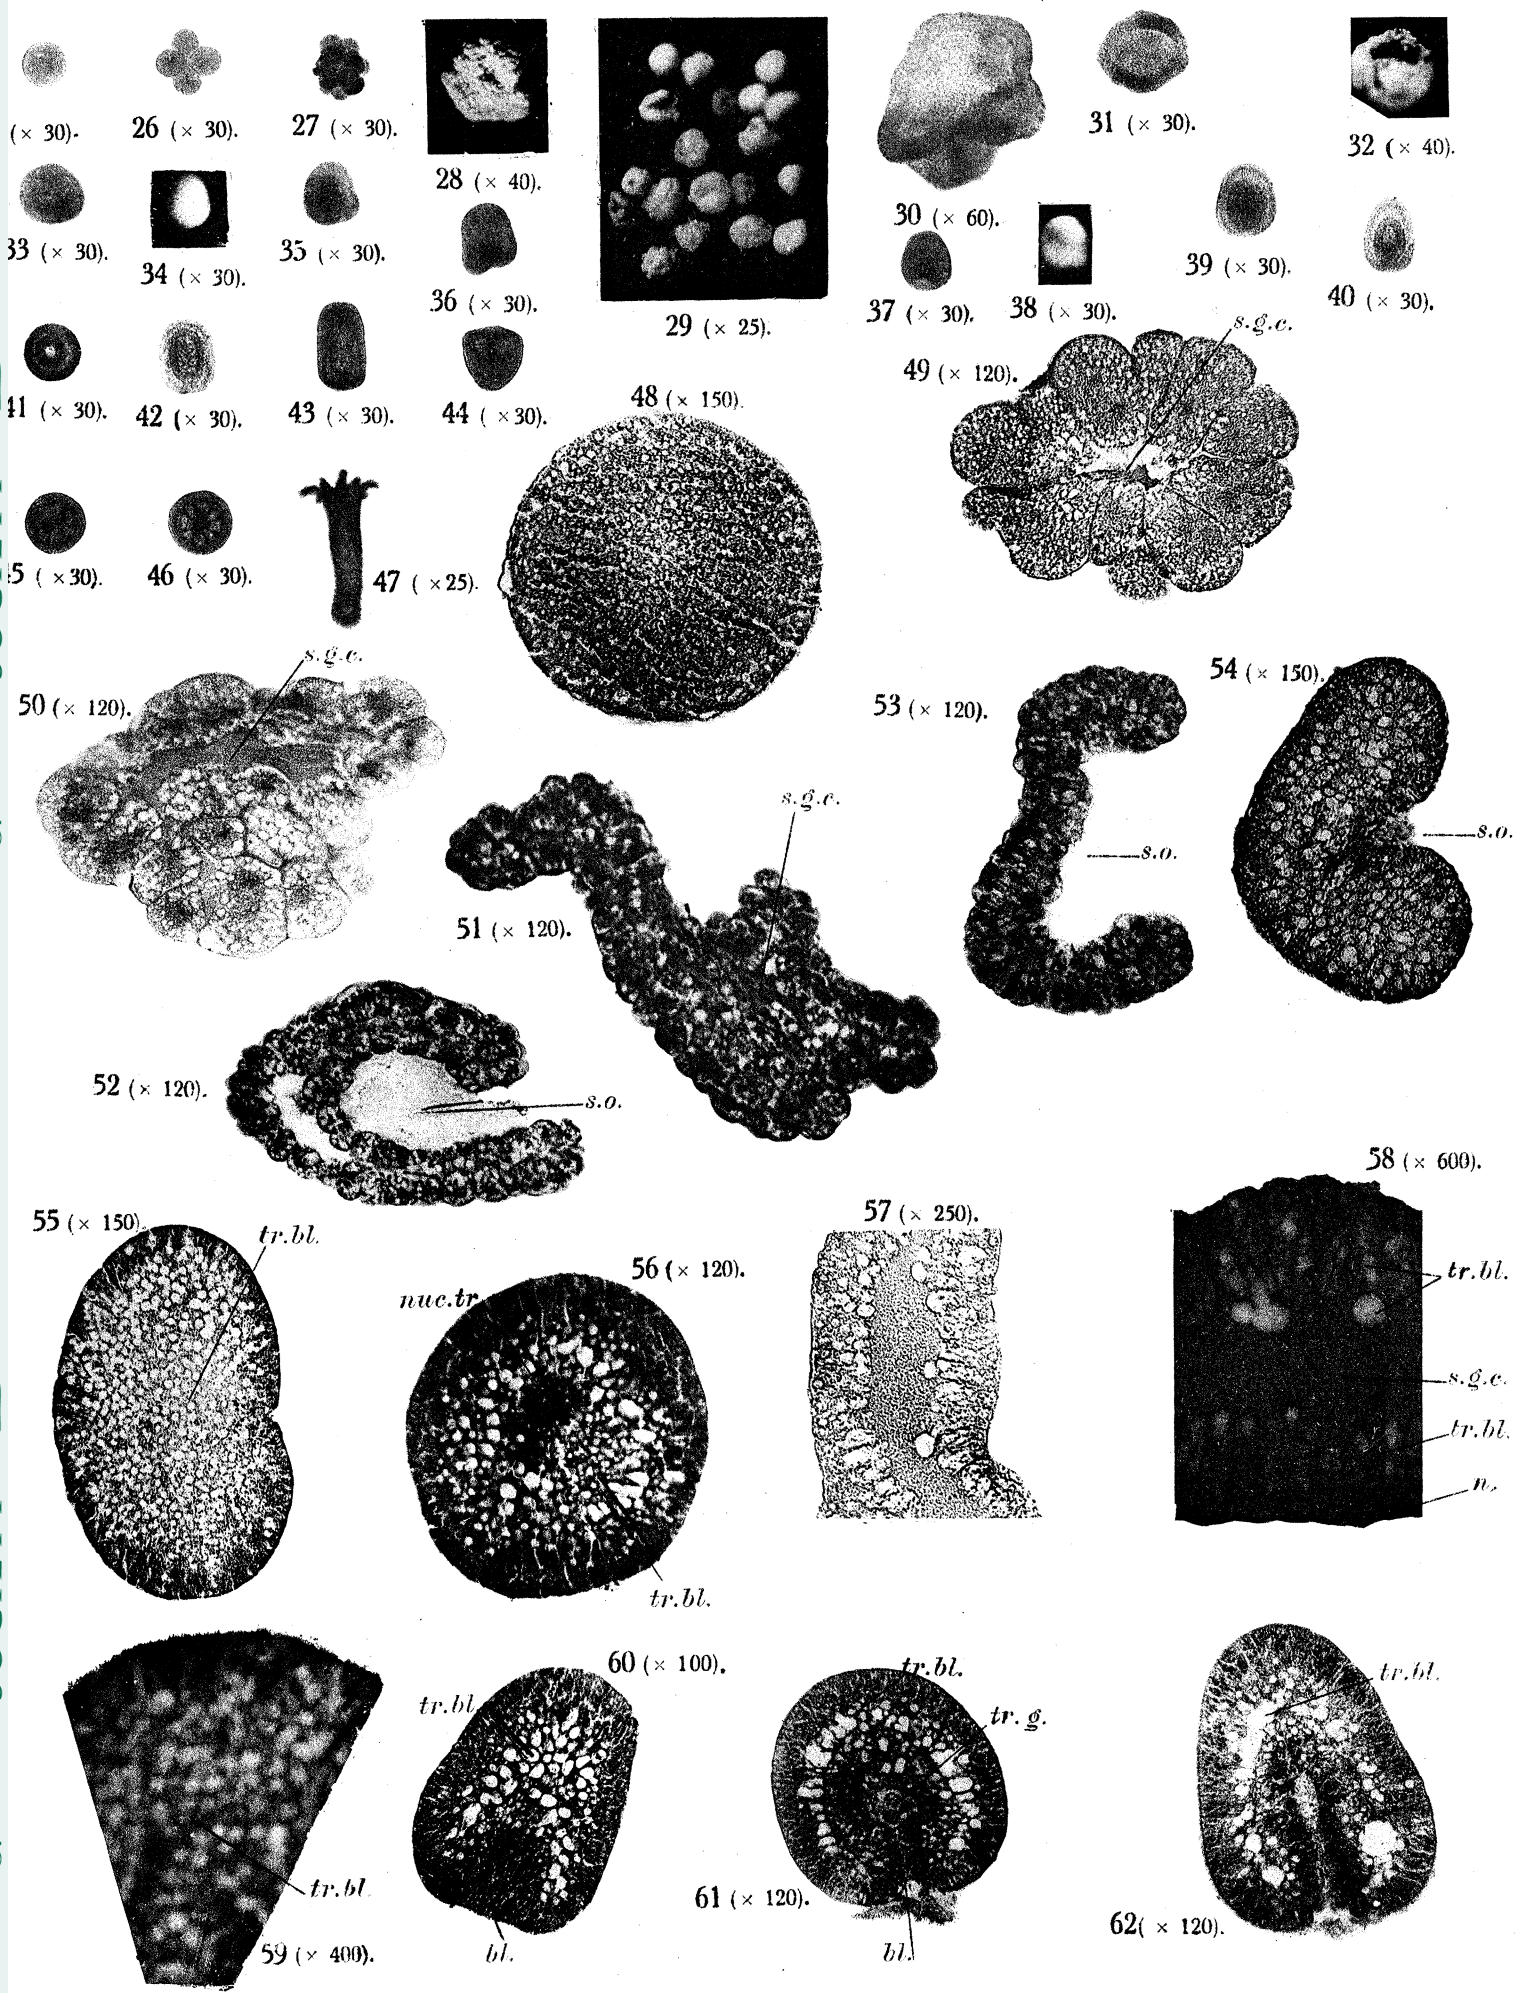 (× 30).
26 (× 30).
27 (× 30).
28 (× 40).
29 (× 25).
30 (× 60).
31 (× 30).
32 (× 40).
33 (× 30).
34 (× 30).
35 (× 30).
36 (× 30).
37 (× 30).
38 (× 30).
39 (× 30).
40 (× 30).
41 (× 30).
42 (× 30).
43 (× 30).
44 (× 30).
45 (× 30).
46 (× 30).
47 (× 25).
48 (× 150).
49 (× 120).
s.g.c.
50 (× 120).
s.g.c.
51 (× 120).
s.g.c.
52 (× 120).
s.o.
53 (× 120).
s.o.
54 (× 150).
s.o.
55 (× 150).
tr.bl.
56 (× 120).
nuc.tr
tr.bl.
57 (× 250).
58 (× 600).
tr.bl.
s.g.c.
tr.bl.
n.
59 (× 400).
tr.bl.
60 (× 100).
tr.bl
bl.
61 (× 120).
tr.bl.
tr. g.
bl.
62 (× 120).
tr.bl.